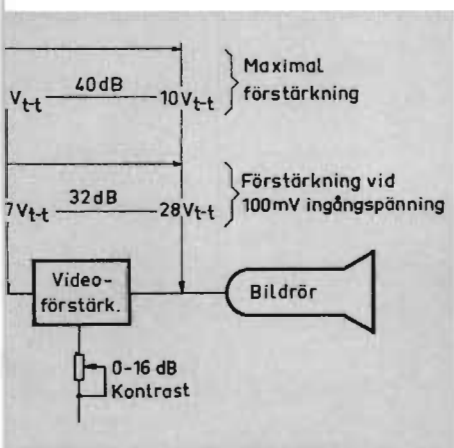 40dB
Maximal
förstärkning
V t-t 10V t-t
32dB
Förstärkning vid
100mV ingångspänning
7V t-t 28V t-t
Video-
förstärk.
Bildrör
0-16 dB
Kontrast